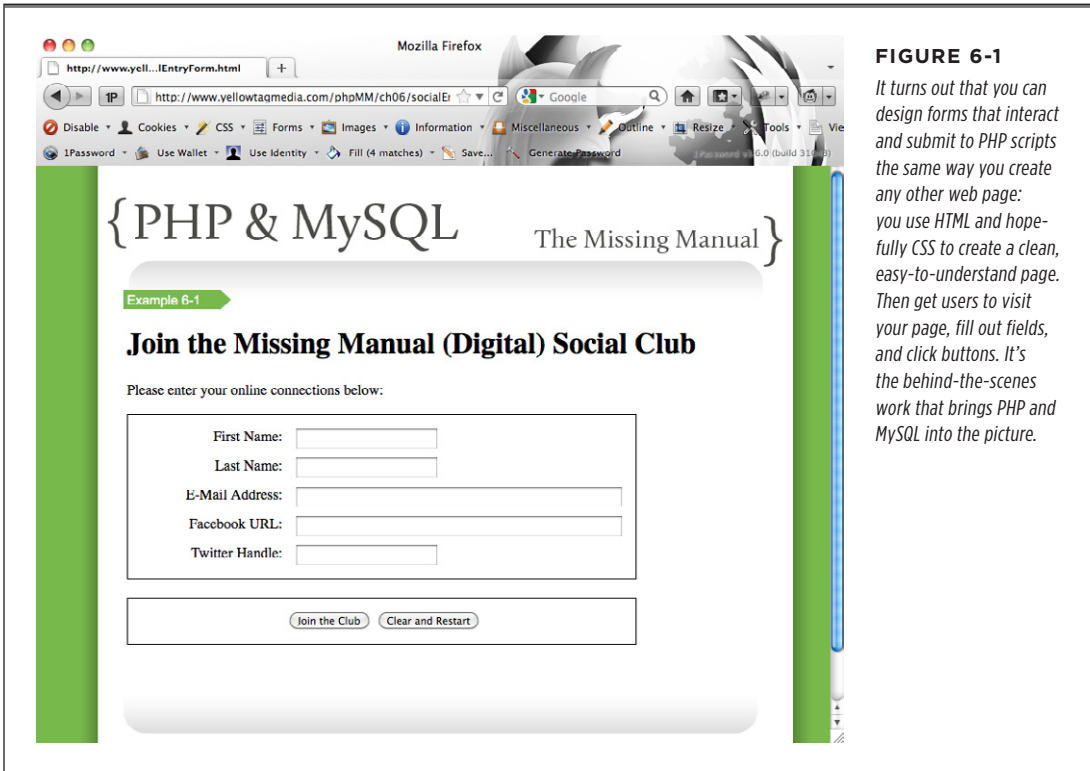 Mozilla Firefox
http://www.yell...lEntryForm.html
+
1P
http://www.yellowtagmedia.com/phpMM/ch06/socialEr
Google
Disable Cookies CSS Forms Images Information Miscellaneous Outline Resize Tools Vie
1Password Use Wallet Use Identity Fill (4 matches) Save... Generate Password
{PHP & MySQL
The Missing Manual}
Example 6-1
Join the Missing Manual (Digital) Social Club
Please enter your online connections below:
First Name:
Last Name:
E-Mail Address:
Facebook URL:
Twitter Handle:
Join the Club Clear and Restart
FIGURE 6-1
It turns out that you can
design forms that interact
and submit to PHP scripts
the same way you create
any other web page:
you use HTML and hope-
fully CSS to create a clean,
easy-to-understand page.
Then get users to visit
your page, fill out fields,
and click buttons. It's
the behind-the-scenes
work that brings PHP and
MySQL into the picture.